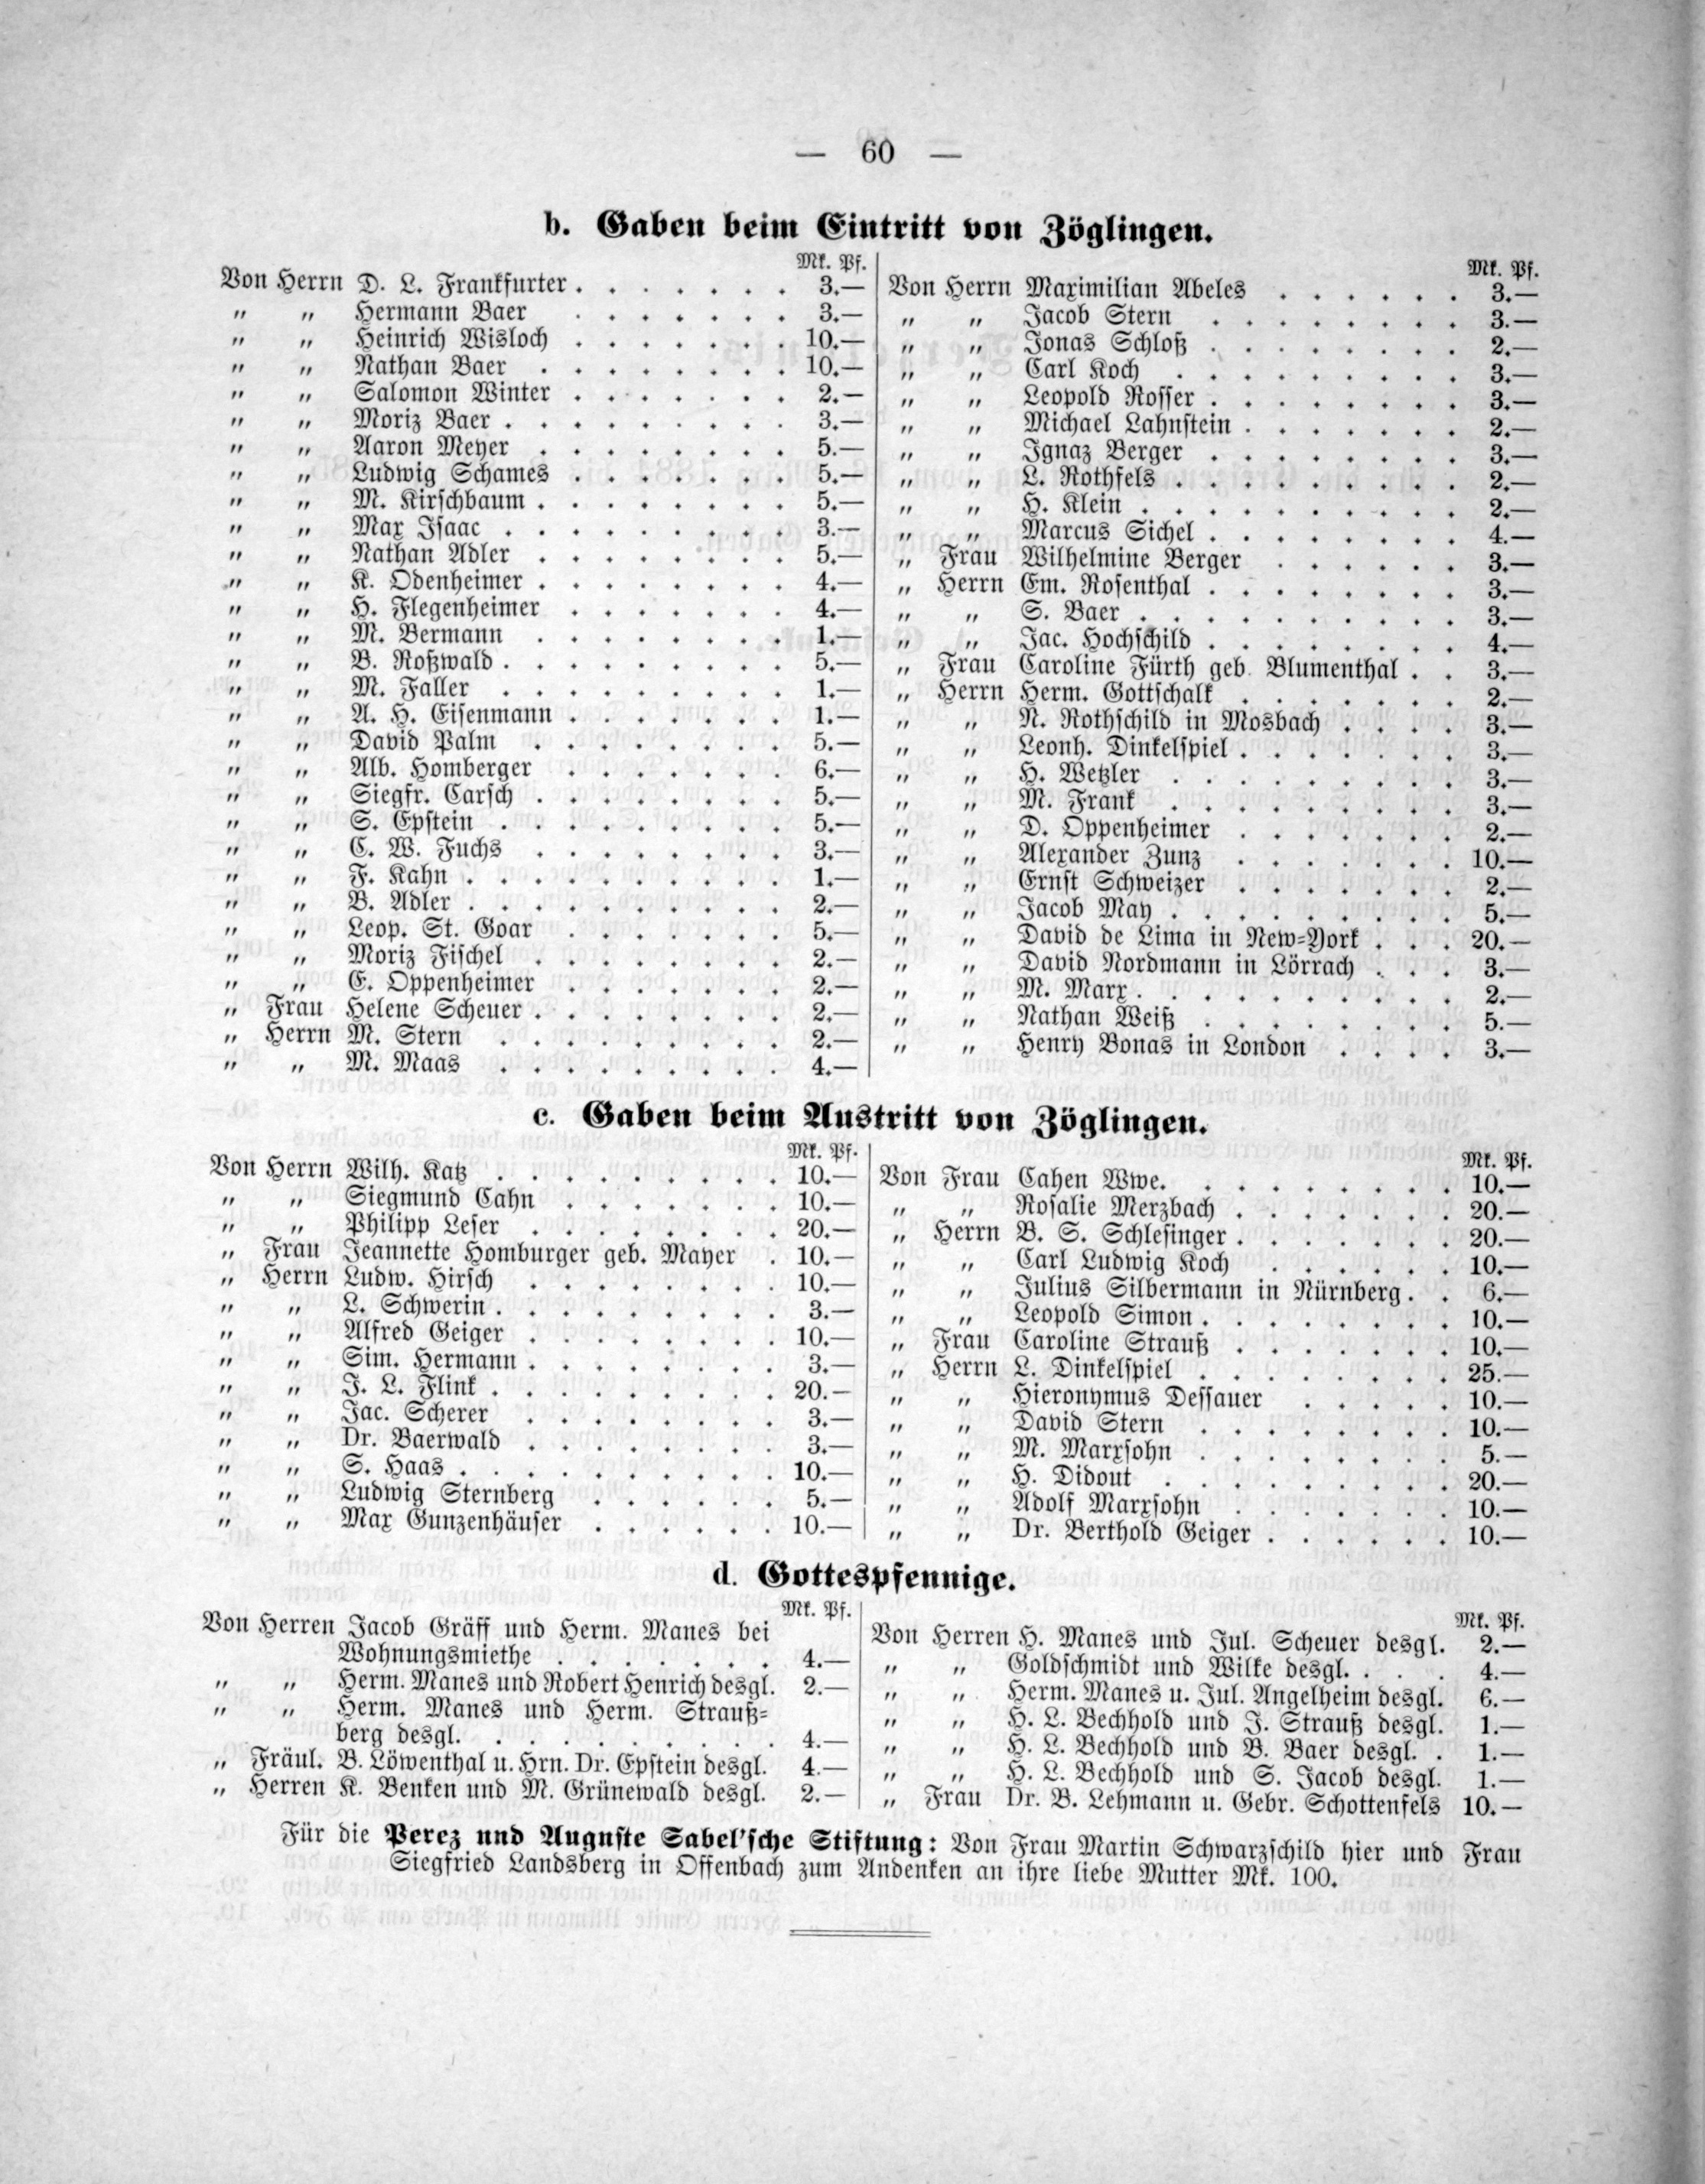 — 60 —
b. Gaben beim Eintritt von Zöglingen.
Mk. Pf.
Von Herrn D. L. Frankfurter . . . . . . . 3.—
„ „ Hermann Baer . . . . . . . 3.—
„ „ Heinrich Wisloch . . . . . . . 10.—
„ „ Nathan Baer . . . . . . . . 10.—
„ „ Salomon Winter . . . . . . . 2.—
„ „ Moriz Baer . . . . . . . . . 3.—
„ „ Aaron Meyer . . . . . . . . 5.—
„ „ Ludwig Schames . . . . . . . 5.—
„ „ M. Kirschbaum . . . . . . . . 5.—
„ „ Max Isaac . . . . . . . . . 3.—
„ „ Nathan Adler . . . . . . . . 5.—
„ „ K. Odenheimer . . . . . . . . 4.—
„ „ H. Flegenheimer . . . . . . . 4.—
„ „ M. Bermann . . . . . . . . 1.—
„ „ B. Roßwald . . . . . . . . . 5.—
„ „ M. Faller . . . . . . . . . 1.—
„ „ A. H. Eisenmann . . . . . . . 1.—
„ „ David Palm . . . . . . . . 5.—
„ „ Alb. Homberger . . . . . . . 6.—
„ „ Siegfr. Carsch . . . . . . . . 5.—
„ „ S. Epstein . . . . . . . . . 5.—
„ „ C. W. Fuchs . . . . . . . . 3.—
„ „ F. Kahn . . . . . . . . . . 1.—
„ „ B. Adler . . . . . . . . . . 2.—
„ „ Leop. St. Goar . . . . . . . 5.—
„ „ Moriz Fischel . . . . . . . . 2.—
„ „ E. Oppenheimer . . . . . . . 2.—
„ Frau Helene Scheuer . . . . . . . . 2.—
„ Herrn M. Stern . . . . . . . . . 2.—
„ „ M. Maas . . . . . . . . . 4.—
Mk. Pf.
Von Herrn Maximilian Abeles . . . . . . 3.—
„ „ Jacob Stern . . . . . . . . 3.—
„ „ Jonas Schloß . . . . . . . . 2.—
„ „ Carl Koch . . . . . . . . . 3.—
„ „ Leopold Rosser . . . . . . . . 3.—
„ „ Michael Lahnstein . . . . . . . 2.—
„ „ Ignaz Berger . . . . . . . . 3.—
„ „ L. Rothfels . . . . . . . . . 2.—
„ „ H. Klein . . . . . . . . . . 2.—
„ „ Marcus Sichel . . . . . . . . 4.—
„ Frau Wilhelmine Berger . . . . . . 3.—
„ Herrn Em. Rosenthal . . . . . . . . 3.—
„ „ S. Baer . . . . . . . . . . 3.—
„ „ Jac. Hochschild . . . . . . . . 4.—
„ Frau Caroline Fürth geb. Blumenthal . . 3.—
„ Herrn Herm. Gottschalk . . . . . . . 2.—
„ „ N. Rothschild in Mosbach . . . . 3.—
„ „ Leonh. Dinkelspiel . . . . . . . 3.—
„ „ H. Wetzler . . . . . . . . . 3.—
„ „ M. Frank . . . . . . . . . 3.—
„ „ D. Oppenheimer . . . . . . . 2.—
„ „ Alexander Zunz . . . . . . . 10.—
„ „ Ernst Schweizer . . . . . . . 2.—
„ „ Jacob May . . . . . . . . . 5.—
„ „ David de Lima in New-York . . . 20.—
„ „ David Nordmann in Lörrach . . . 3.—
„ „ M. Marx . . . . . . . . . . 2.—
„ „ Nathan Weiß . . . . . . . . 5.—
„ „ Henry Bonas in London . . . . 3.—
c. Gaben beim Austritt von Zöglingen.
Mk. Pf.
Von Herrn Wilh. Katz . . . . . . . . . 10.—
„ „ Siegmund Cahn . . . . . . . 10.—
„ „ Philipp Leser . . . . . . . . 20.—
„ Frau Jeannette Homburger geb. Mayer . 10.—
„ Herrn Ludw. Hirsch . . . . . . . . 10.—
„ „ L. Schwerin . . . . . . . . . 3.—
„ „ Alfred Geiger . . . . . . . . 10.—
„ „ Sim. Hermann . . . . . . . . 3.—
„ „ J. L. Flink . . . . . . . . . 20.—
„ „ Jac. Scherer . . . . . . . . 3.—
„ „ Dr. Baerwald . . . . . . . . 3.—
„ „ S. Haas . . . . . . . . . . 10.—
„ „ Ludwig Sternberg . . . . . . 5.—
„ „ Max Gunzenhäuser . . . . . . 10.—
Mk. Pf.
Von Frau Cahen Wwe. . . . . . . . . 10.—
„ „ Rosalie Merzbach . . . . . . . 20.—
„ Herrn B. S. Schlesinger . . . . . . . 20.—
„ „ Carl Ludwig Koch . . . . . . 10.—
„ „ Julius Silbermann in Nürnberg . . 6.—
„ „ Leopold Simon . . . . . . . . 10.—
„ Frau Caroline Strauß . . . . . . . 10.—
„ Herrn L. Dinkelspiel . . . . . . . . 25.—
„ „ Hieronymus Dessauer . . . . . 10.—
„ „ David Stern . . . . . . . . 10.—
„ „ M. Marxsohn . . . . . . . . 5.—
„ „ H. Didout . . . . . . . . . 20.—
„ „ Adolf Marxsohn . . . . . . . 10.—
„ „ Dr. Berthold Geiger . . . . . . 10.—
d. Gottespfennige.
Mk. Pf.
Von Herren Jacob Gräff und Herm. Manes bei
Wohnungsmiethe . . . . . . . 4.—
„ „ Herm. Manes und Robert Henrich desgl. 2.—
„ „ Herm. Manes und Herm. Strauß-
berg desgl. . . . . . . . . . 4.—
„ Fräul. B. Löwenthal u. Hrn. Dr. Epstein desgl. 4.—
„ Herren K. Benken und M. Grünewald desgl. 2.—
Mk. Pf.
Von Herren H. Manes und Jul. Scheuer desgl. 2.—
„ „ Goldschmidt und Wilke desgl. . . . 4.—
„ „ Herm. Manes u. Jul. Angelheim desgl. 6.—
„ „ H. L. Bechhold und J. Strauß desgl. 1.—
„ „ H. L. Bechhold und B. Baer desgl. . 1.—
„ „ H. L. Bechhold und S. Jacob desgl. 1.—
„ Frau Dr. B. Lehmann u. Gebr. Schottenfels 10.—
Für die Perez und Auguste Sabel'sche Stiftung: Von Frau Martin Schwarzschild hier und Frau
Siegfried Landsberg in Offenbach zum Andenken an ihre liebe Mutter Mk. 100.